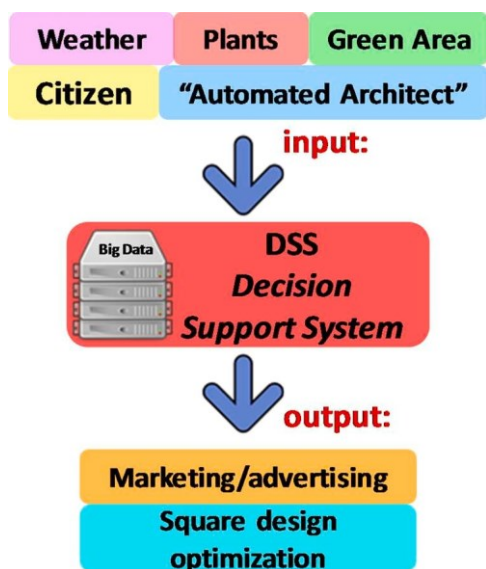 Weather Plants Green Area
Citizen “Automated Architect”
input:
Big Data
DSS
Decision
Support System
output:
Marketing/advertising
Square design
optimization